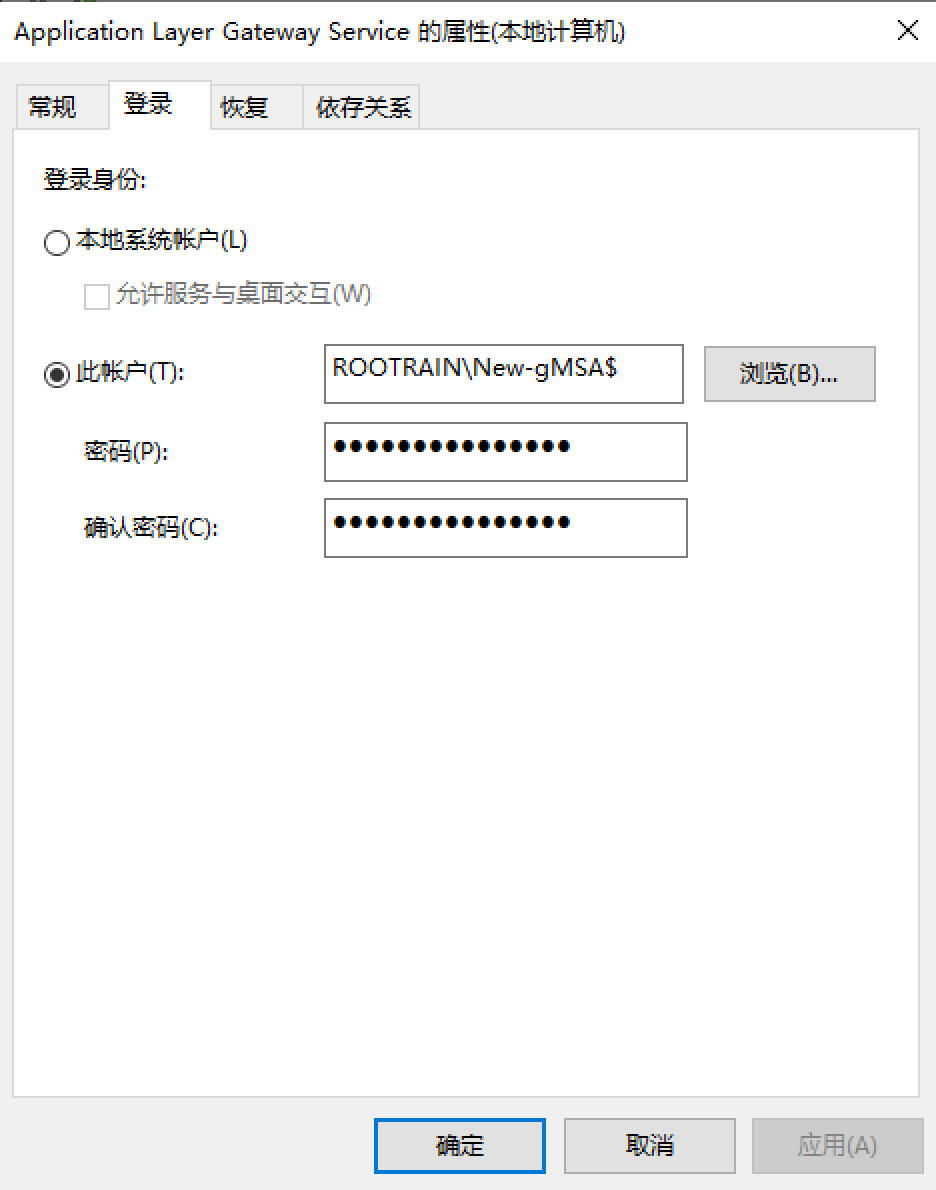 Application Layer Gateway Service 的属性(本地计算机)
常规 登录 恢复 依存关系
登录身份:
本地系统帐户(L)
允许服务与桌面交互(W)
此帐户(T): ROOTRAIN\New-gMSA$ 浏览(B)...
密码(P): ●●●●●●●●●●●●●●●
确认密码(C): ●●●●●●●●●●●●●●●
确定 取消 应用(A)